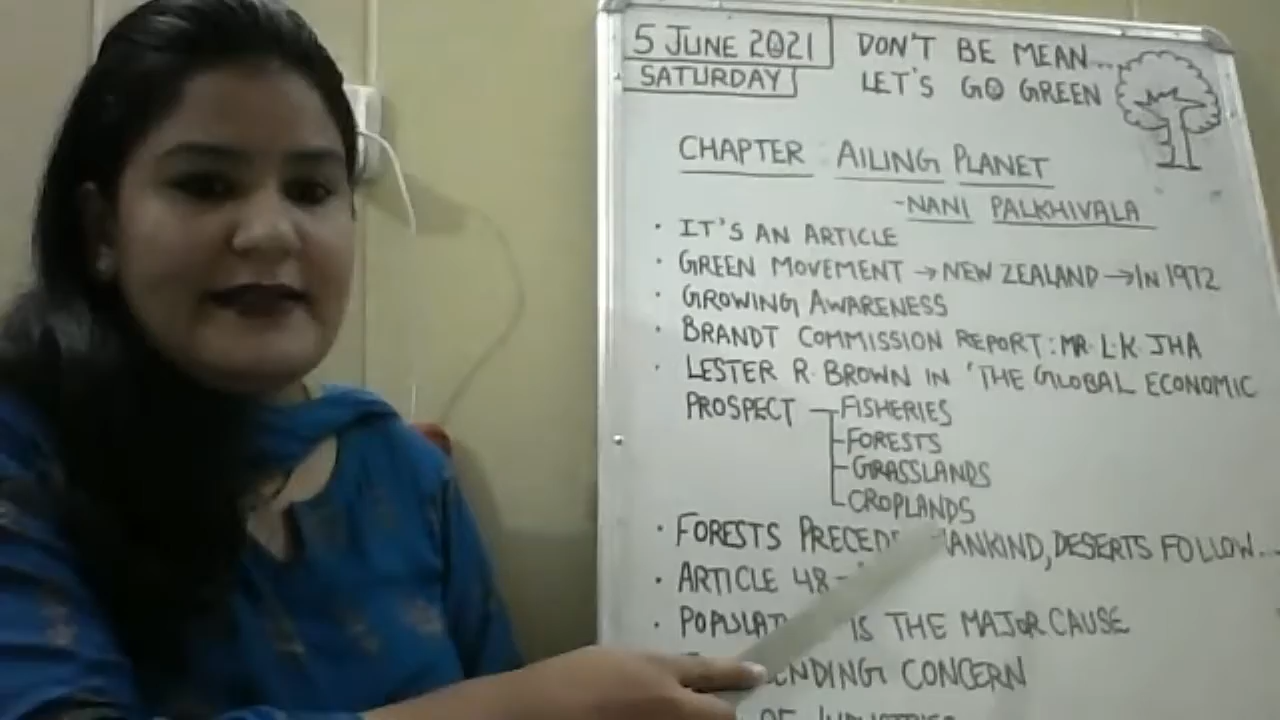 5 JUNE 2021
SATURDAY
DON'T BE MEAN...
LET'S GO GREEN
CHAPTER AILING PLANET
-NANI PALKHIVALA
• IT'S AN ARTICLE
• GREEN MOVEMENT → NEW ZEALAND → IN 1972
• GROWING AWARENESS
• BRANDT COMMISSION REPORT: MR. L.K. JHA
• LESTER R. BROWN IN 'THE GLOBAL ECONOMIC
PROSPECT FISHERIES
FORESTS
GRASSLANDS
CROPLANDS
• FORESTS MANKIND, DESERTS FOLLOW...
• ARTICLE 48-
• IS THE MAJOR CAUSE
CONCERN
OF